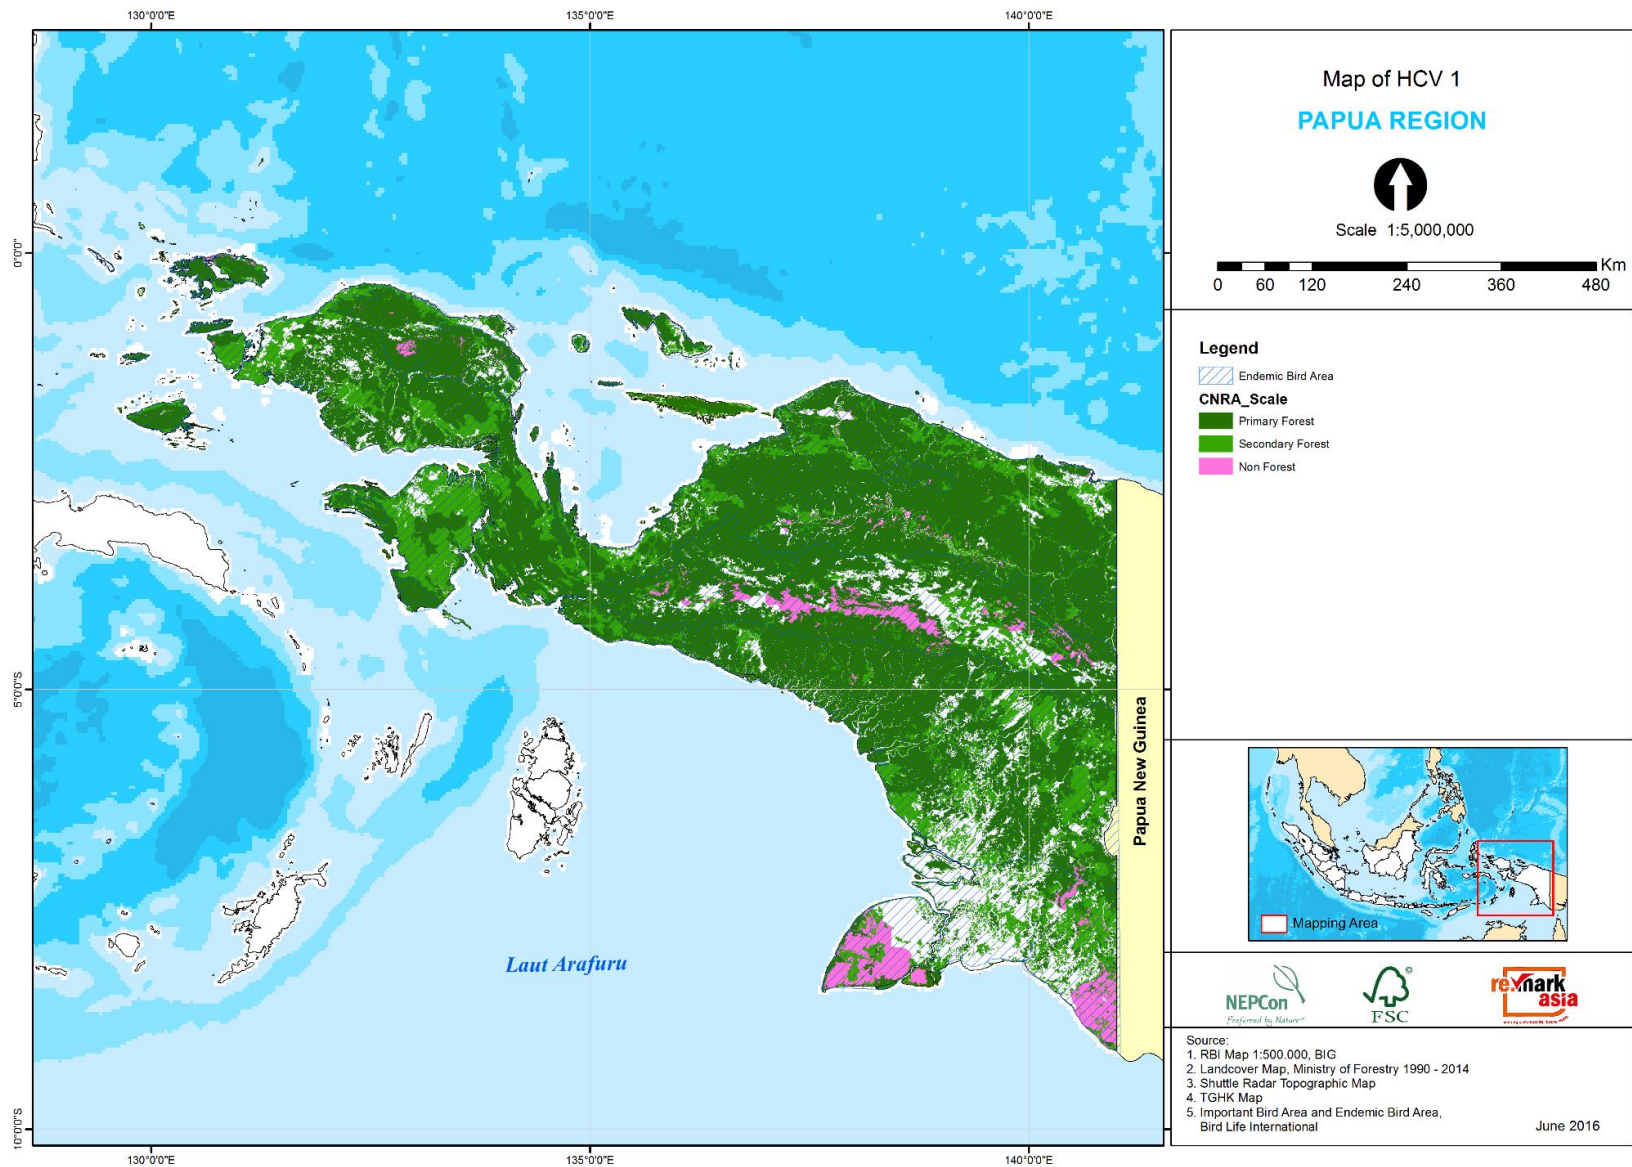 130°0'0"E
135°0'0"E
140°0'0"E
0°0'0"
5°0'0"S
10°0'0"S
130°0'0"E
135°0'0"E
140°0'0"E
Laut Arafuru
Papua New Guinea
Map of HCV 1
PAPUA REGION
Scale 1:5,000,000
Km
0 60 120 240 360 480
Legend
Endemic Bird Area
CNRA_Scale
Primary Forest
Secondary Forest
Non Forest
Mapping Area
NEPCon
Preferred by Nature™
FSC
©
re.mark
asia
Source:
1. RBI Map 1:500.000, BIG
2. Landcover Map, Ministry of Forestry 1990 - 2014
3. Shuttle Radar Topographic Map
4. TGHK Map
5. Important Bird Area and Endemic Bird Area,
Bird Life International
June 2016